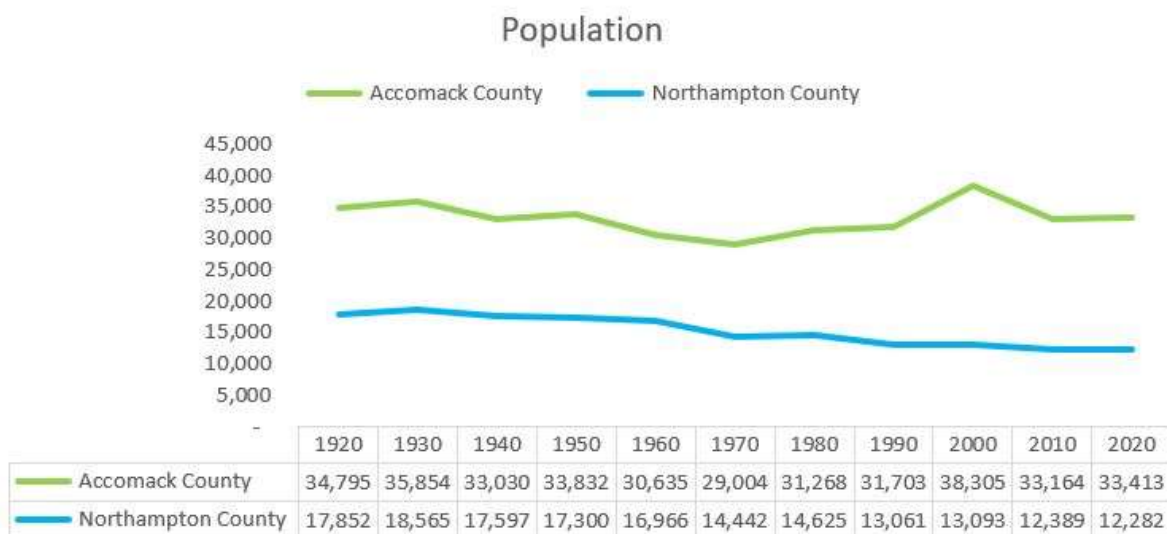 Population
Accomack County Northampton County
45,000
40,000
35,000
30,000
25,000
20,000
15,000
10,000
5,000
-
1920 1930 1940 1950 1960 1970 1980 1990 2000 2010 2020
Accomack County 34,795 35,854 33,030 33,832 30,635 29,004 31,268 31,703 38,305 33,164 33,413
Northampton County 17,852 18,565 17,597 17,300 16,966 14,442 14,625 13,061 13,093 12,389 12,282